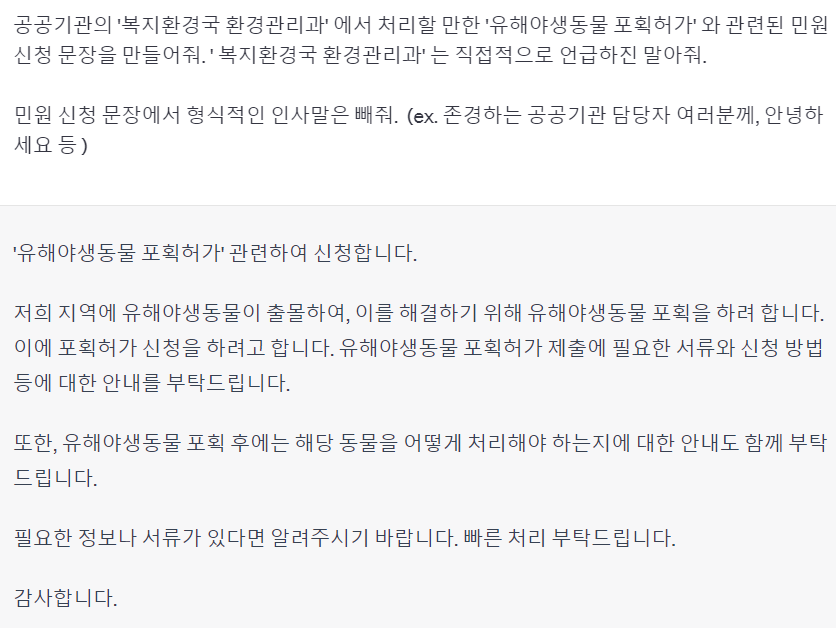 공공기관의 '복지환경국 환경관리과' 에서 처리할 만한 '유해야생동물 포획허가' 와 관련된 민원
신청 문장을 만들어줘. ' 복지환경국 환경관리과' 는 직접적으로 언급하진 말아줘.
민원 신청 문장에서 형식적인 인사말은 빼줘. (ex. 존경하는 공공기관 담당자 여러분께, 안녕하
세요 등 )
'유해야생동물 포획허가' 관련하여 신청합니다.
저희 지역에 유해야생동물이 출몰하여, 이를 해결하기 위해 유해야생동물 포획을 하려 합니다.
이에 포획허가 신청을 하려고 합니다. 유해야생동물 포획허가 제출에 필요한 서류와 신청 방법
등에 대한 안내를 부탁드립니다.
또한, 유해야생동물 포획 후에는 해당 동물을 어떻게 처리해야 하는지에 대한 안내도 함께 부탁
드립니다.
필요한 정보나 서류가 있다면 알려주시기 바랍니다. 빠른 처리 부탁드립니다.
감사합니다.